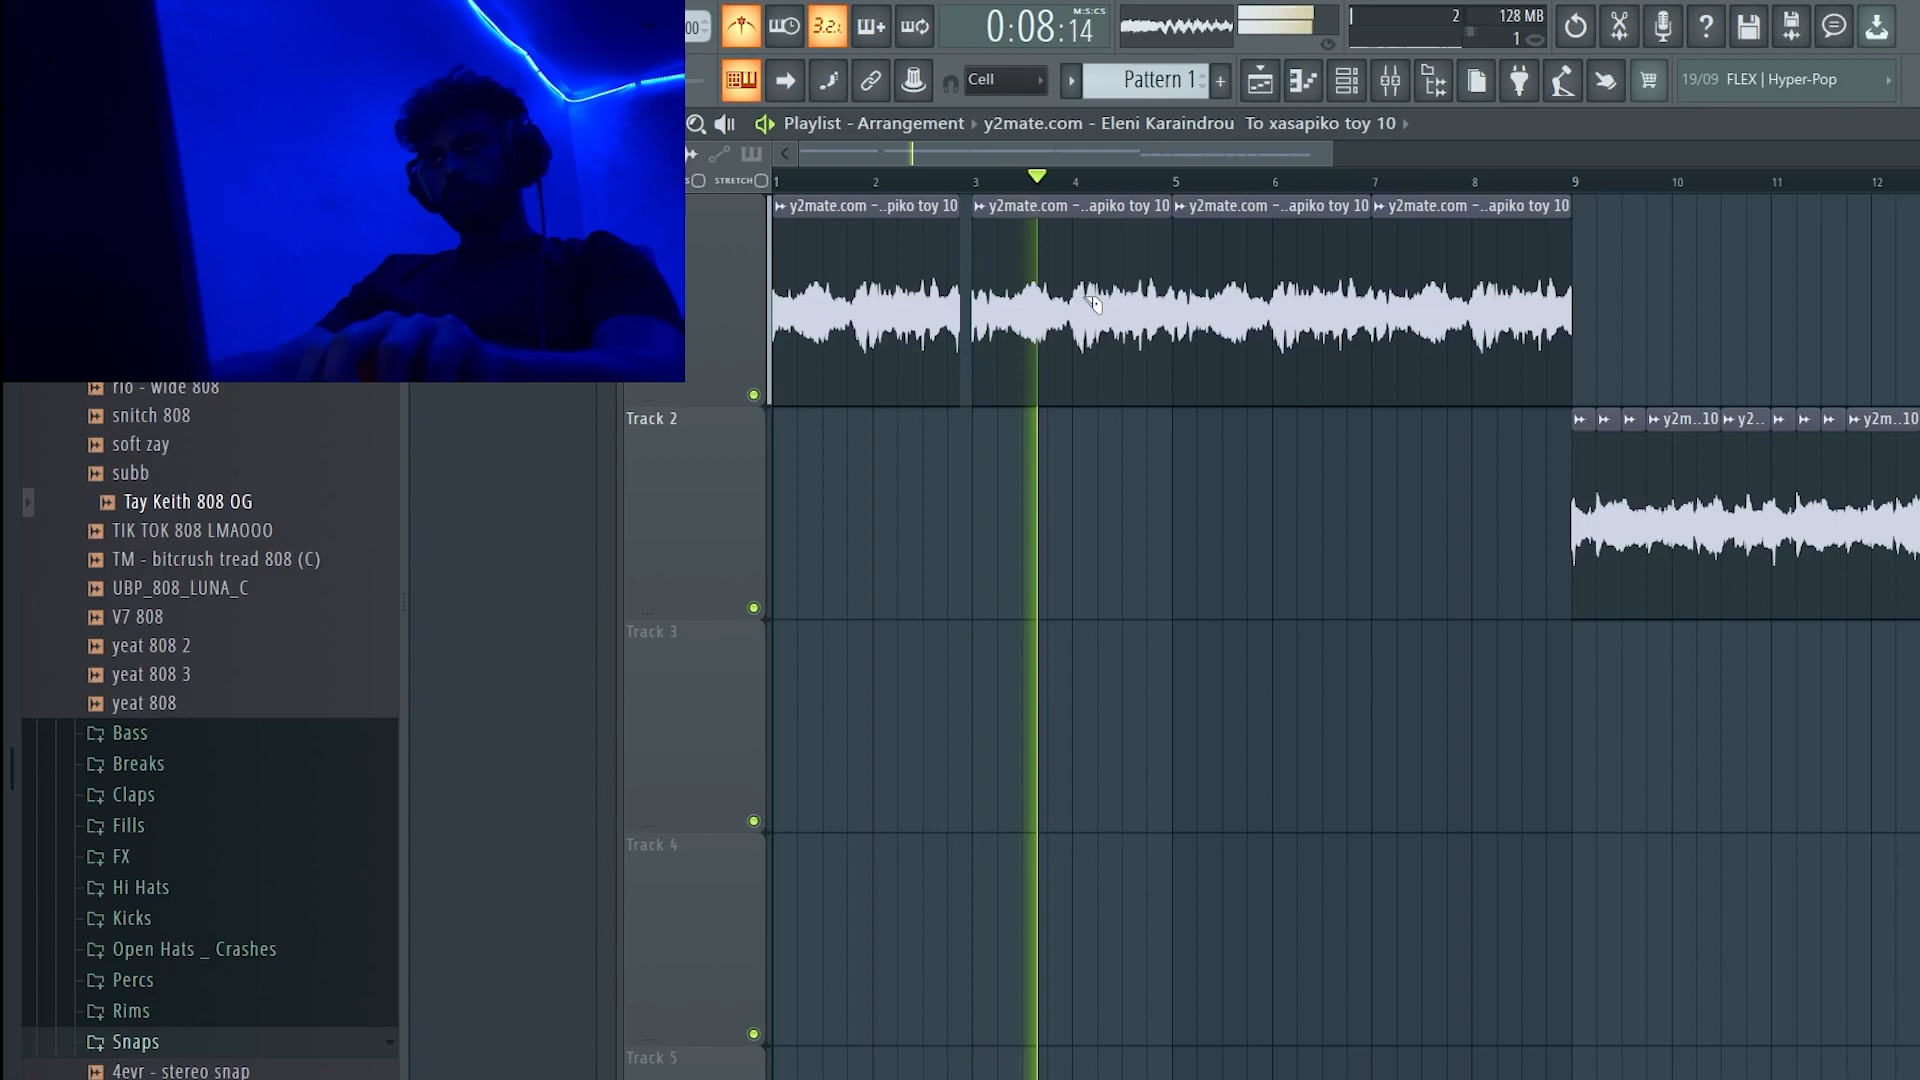 00
3.2.
0:08:14
M:S:CS
2
128 MB
1
Cell
Pattern 1
+
19/09 FLEX | Hyper-Pop
Playlist - Arrangement
y2mate.com - Eleni Karaindrou To xasapiko toy 10
STRETCH
1 2 3 4 5 6 7 8 9 10 11 12
y2mate.com -..piko toy 10
y2mate.com -..apiko toy 10
y2mate.com -..apiko toy 10
y2mate.com -..apiko toy 10
Track 2
y2m..10
y2..
y2m..10
Track 3
Track 4
Track 5
rio - wide 808
snitch 808
soft zay
subb
Tay Keith 808 OG
TIK TOK 808 LMAOOO
TM - bitcrush tread 808 (C)
UBP_808_LUNA_C
V7 808
yeat 808 2
yeat 808 3
yeat 808
Bass
Breaks
Claps
Fills
FX
Hi Hats
Kicks
Open Hats _ Crashes
Percs
Rims
Snaps
4evr - stereo snap